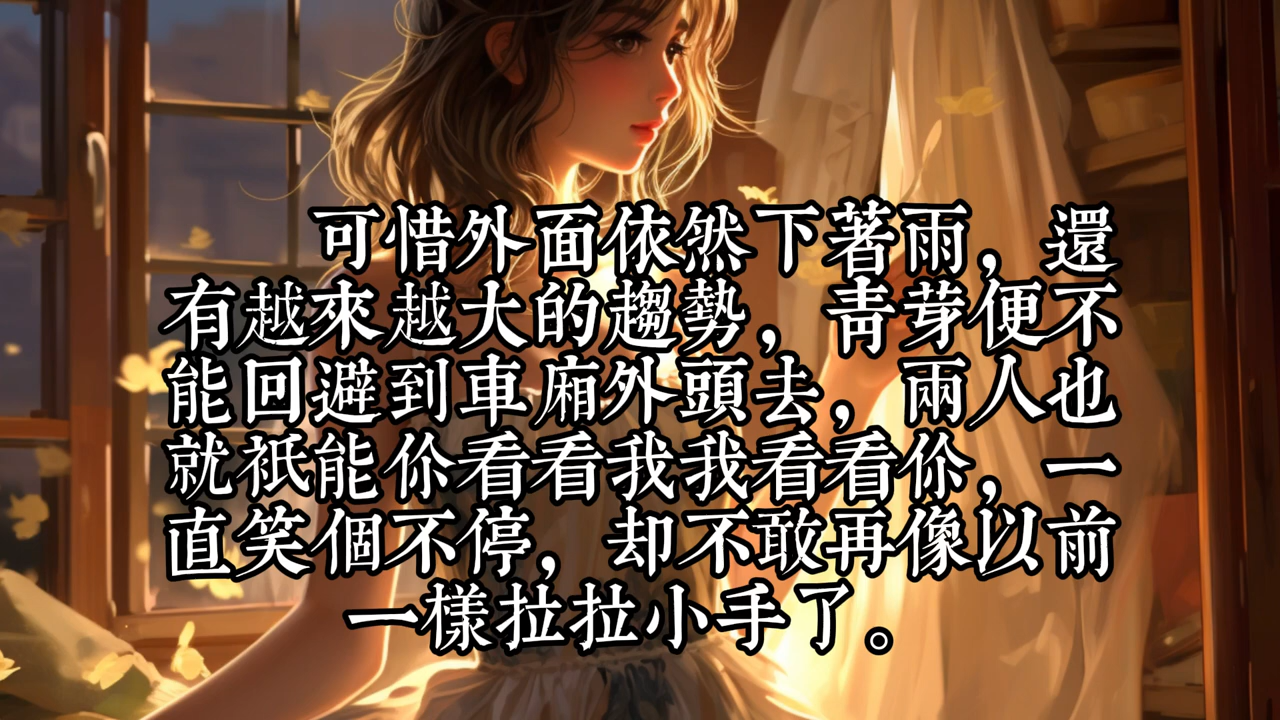 可惜外面依然下著雨，還
有越來越大的趨勢，青芽便不
能回避到車廂外頭去，兩人也
就衹能你看看我我看看你，一
直笑個不停，却不敢再像以前
一樣拉拉小手了。